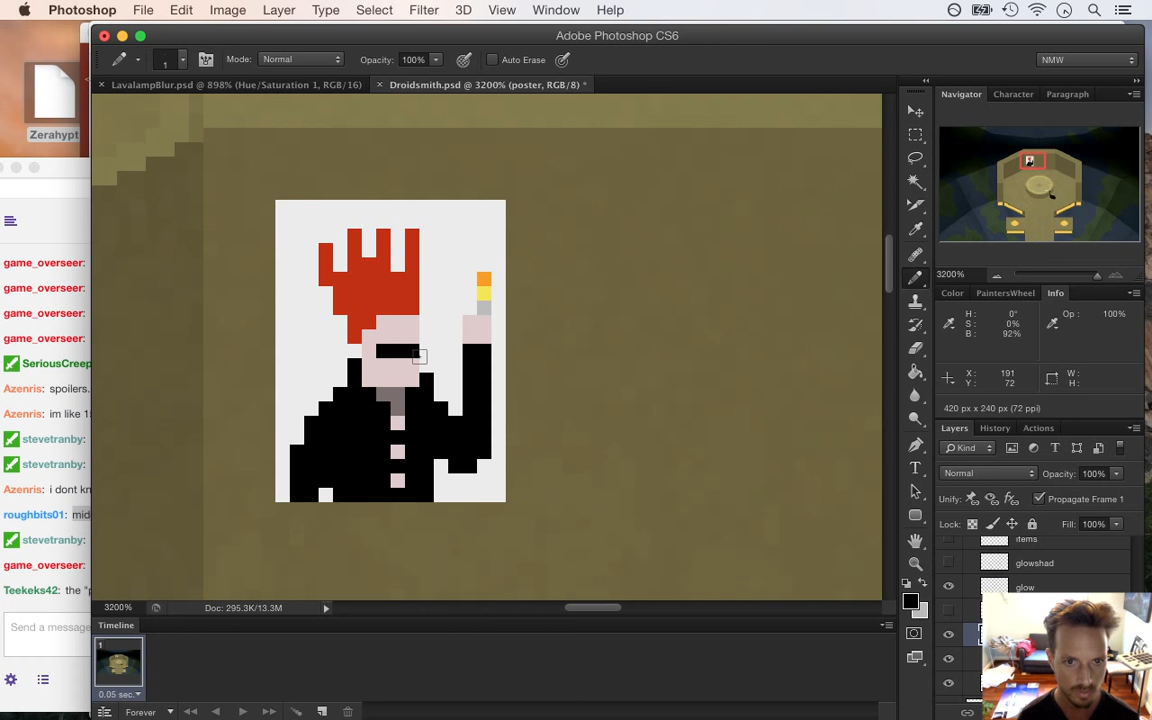 Photoshop File Edit Image Layer Type Select Filter 3D View Window Help
Adobe Photoshop CS6
1 Mode: Normal Opacity: 100% Auto Erase NMW
LavalampBlur.psd @ 898% (Hue/Saturation 1, RGB/16) Droidsmith.psd @ 3200% (poster, RGB/8) *
Zerahypt
game_overseer:
game_overseer:
game_overseer:
SeriousCreep
Azenris: spoilers.
Azenris: im like 15
stevetranby:
stevetranby:
Azenris: i dont kn
roughbits01: mid
stevetranby:
game_overseer:
Teekeks42: the "p
Send a message
Navigator Character Paragraph
3200%
Color PaintersWheel Info
H: 0°
S: 0%
B: 92%
Op: 100%
X: 191
Y: 72
W:
H:
420 px x 240 px (72 ppi)
Layers History Actions
Kind
Normal Opacity: 100%
Unify: Propagate Frame 1
Lock: Fill: 100%
items
glowshad
glow
3200% Doc: 295.3K/13.3M
Timeline
1
0.05 sec.
Forever